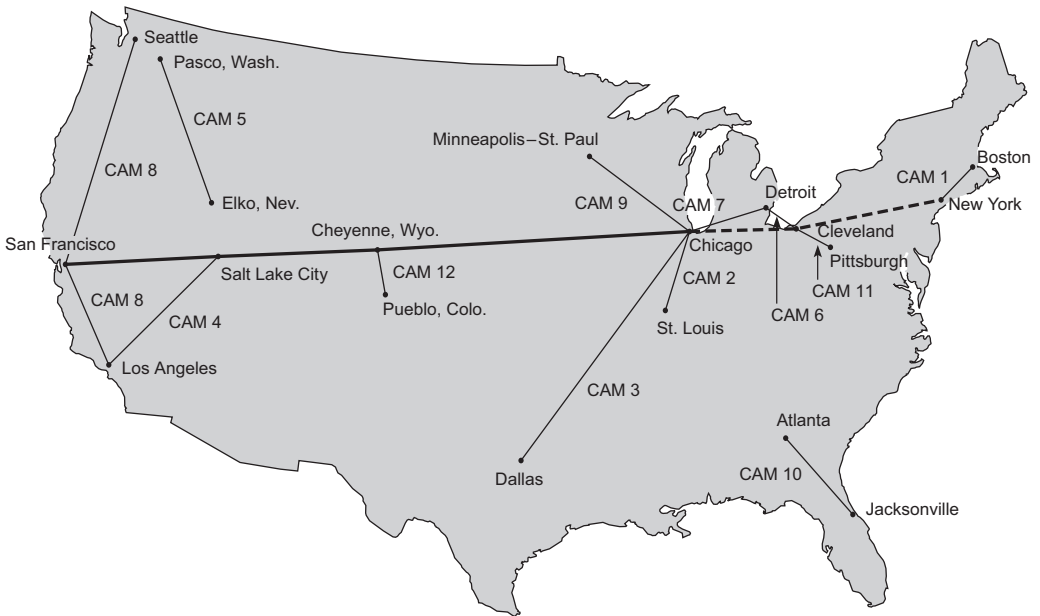 Seattle
Pasco, Wash.
CAM 5
Minneapolis–St. Paul
Boston
CAM 8
CAM 1
Detroit
Elko, Nev.
CAM 9
CAM 7
New York
Cheyenne, Wyo.
Cleveland
San Francisco
Chicago
Salt Lake City
CAM 12
Pittsburgh
CAM 2
CAM 11
CAM 8
Pueblo, Colo.
CAM 6
CAM 4
St. Louis
Los Angeles
CAM 3
Atlanta
Dallas
CAM 10
Jacksonville